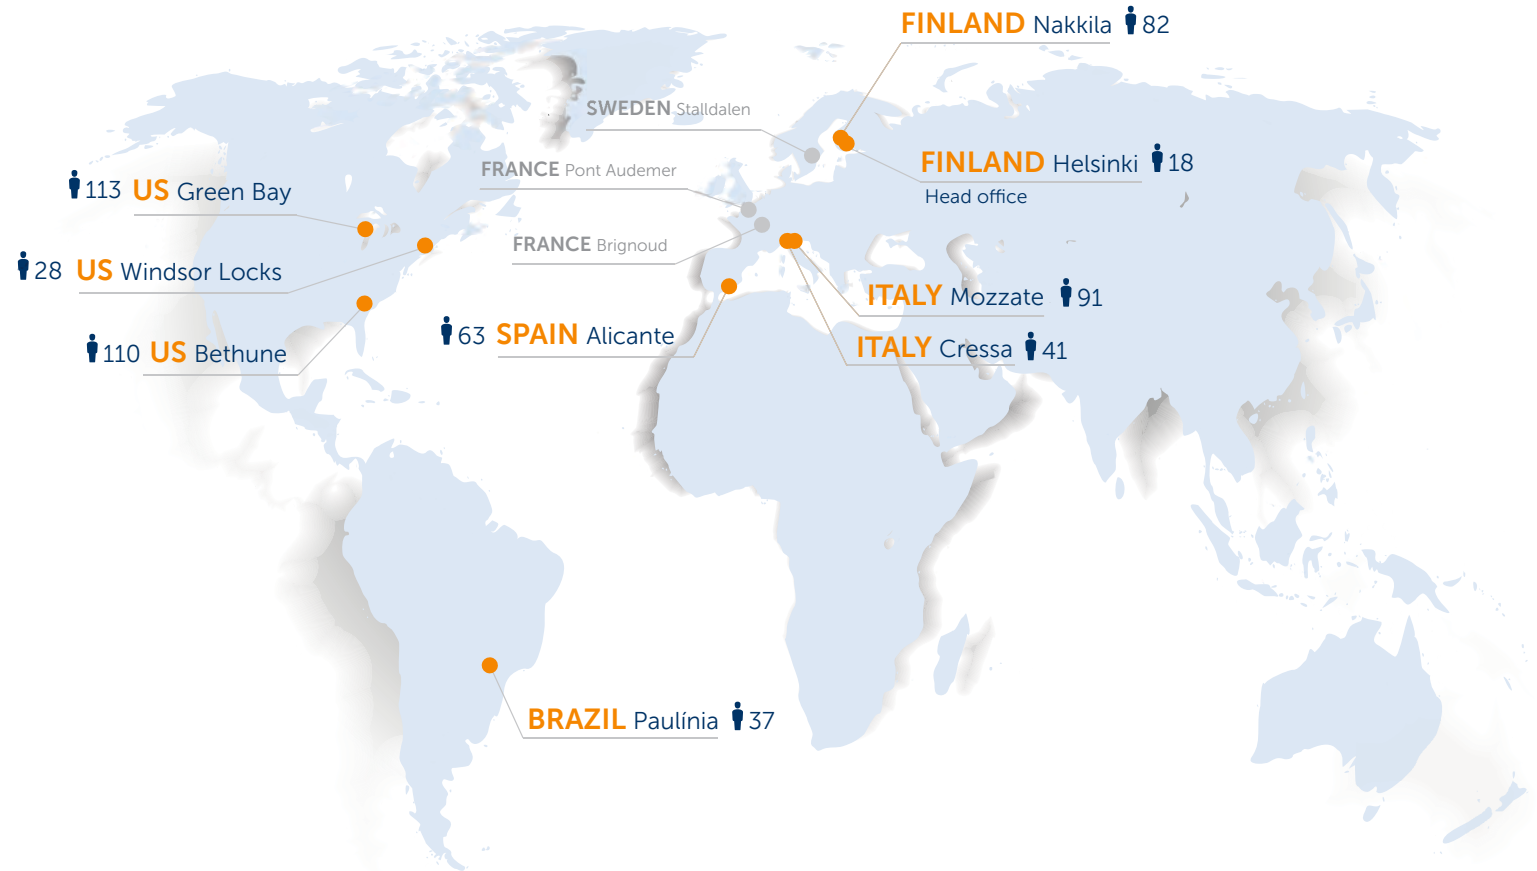 FINLAND Nakkila 82
SWEDEN Stalldalen
FINLAND Helsinki 18
Head office
FRANCE Pont Audemer
113 US Green Bay
FRANCE Brignoud
28 US Windsor Locks
ITALY Mozzate 91
63 SPAIN Alicante
ITALY Cressa 41
110 US Bethune
BRAZIL Paulínia 37